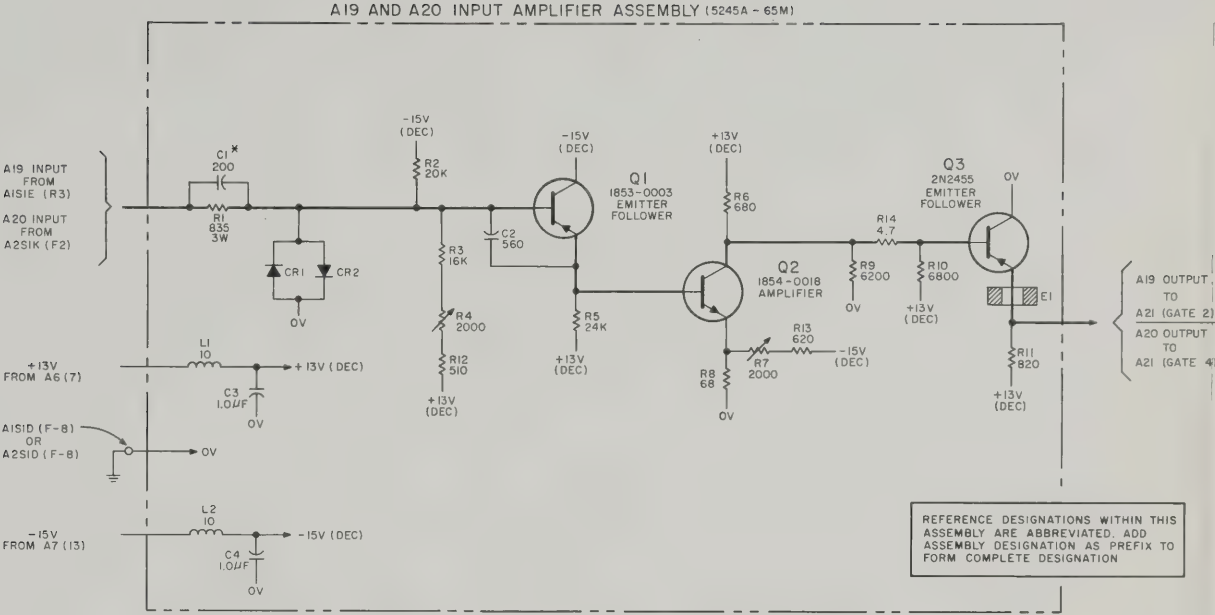 A19 AND A20 INPUT AMPLIFIER ASSEMBLY (5245A - 65M)
A19 INPUT
FROM
A1S1E (R3)
A20 INPUT
FROM
A2S1K (F2)
C1 *
200
R1
835
3W
CR1
CR2
0V
-15V
(DEC)
R2
20K
R3
16K
R4
2000
R12
510
+13V
(DEC)
C2
560
-15V
(DEC)
Q1
1853-0003
EMITTER
FOLLOWER
R5
24K
+13V
(DEC)
+13V
(DEC)
R6
680
Q2
1854-0018
AMPLIFIER
R8
68
0V
R7
2000
R13
620
-15V
(DEC)
R9
6200
0V
R14
4.7
R10
6800
+13V
(DEC)
Q3
2N2455
EMITTER
FOLLOWER
0V
E1
R11
820
+13V
(DEC)
A19 OUTPUT
TO
A21 (GATE 2)
A20 OUTPUT
TO
A21 (GATE 4)
+13V
FROM A6 (7)
L1
10
+13V (DEC)
C3
1.0UF
0V
A1S1D (F-8)
OR
A2S1D (F-8)
0V
-15V
FROM A7 (13)
L2
10
-15V (DEC)
C4
1.0UF
0V
REFERENCE DESIGNATIONS WITHIN THIS
ASSEMBLY ARE ABBREVIATED. ADD
ASSEMBLY DESIGNATION AS PREFIX TO
FORM COMPLETE DESIGNATION